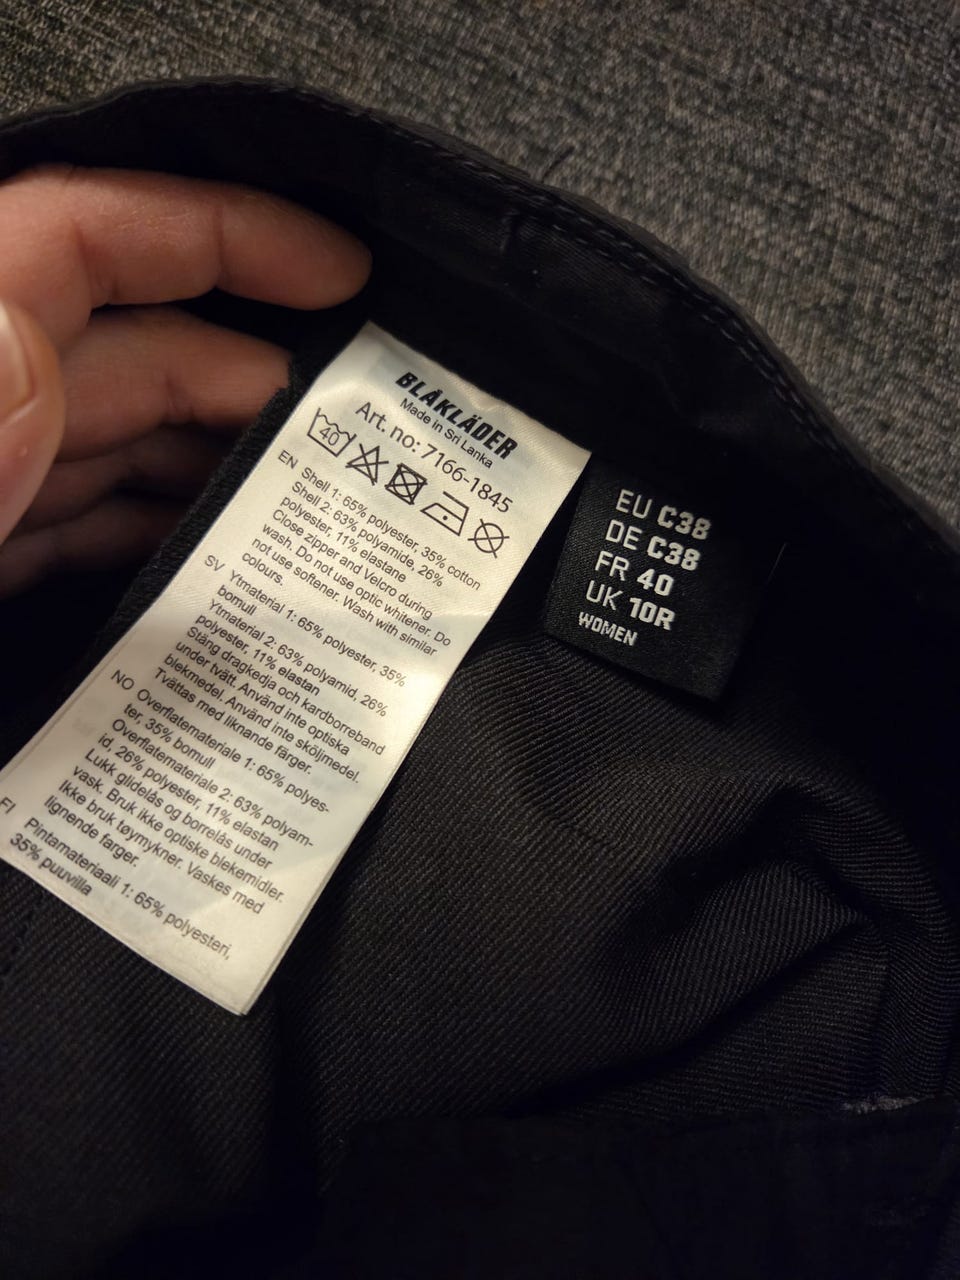 BLÅKLÄDER
Made in Sri Lanka
Art. no: 7166-1845
40
EN Shell 1: 65% polyester, 35% cotton
Shell 2: 63% polyamide, 26%
polyester, 11% elastane
Close zipper and Velcro during
wash. Do not use optic whitener. Do
not use softener. Wash with similar
colours.
SV Ytmaterial 1: 65% polyester, 35%
bomull
Ytmaterial 2: 63% polyamid. 26%
polyester, 11% elastan
Stäng dragkedja och kardborreband
under tvätt. Använd inte optiska
blekmedel. Använd inte sköljmedel.
Tvättas med liknande färger.
NO Overflatemateriale 1: 65% polyes-
ter, 35% bomull
Overflatemateriale 2: 63% polyam-
id, 26% polyester, 11% elastan
Lukk glidelås og borrelås under
vask. Bruk ikke optiske blekemidler.
Ikke bruk tøymykner. Vaskes med
lignende farger.
FI Pintamateriaali 1: 65% polyesteri,
35% puuvilla
EU C38
DE C38
FR 40
UK 10R
WOMEN